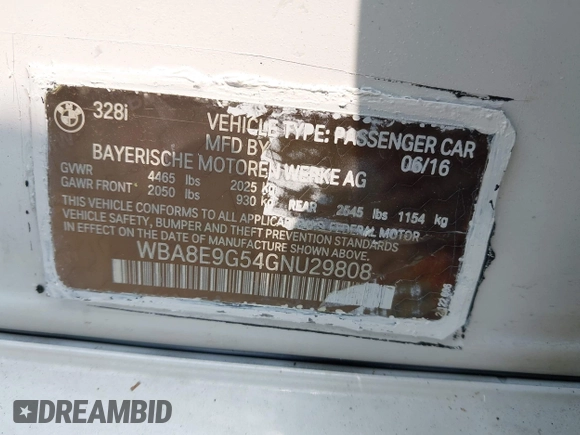 328i
VEHICLE TYPE: PASSENGER CAR
MFD BY 06/16
BAYERISCHE MOTOREN WERKE AG
GVWR 4465 lbs 2025 KG
GAWR FRONT 2050 lbs 930 KG REAR 2545 lbs 1154 kg
THIS VEHICLE CONFORMS TO ALL APPLICABLE FEDERAL MOTOR
VEHICLE SAFETY, BUMPER AND THEFT PREVENTION STANDARDS
IN EFFECT ON THE DATE OF MANUFACTURE SHOWN ABOVE.
WBA8E9G54GNU29808
DREAMBID